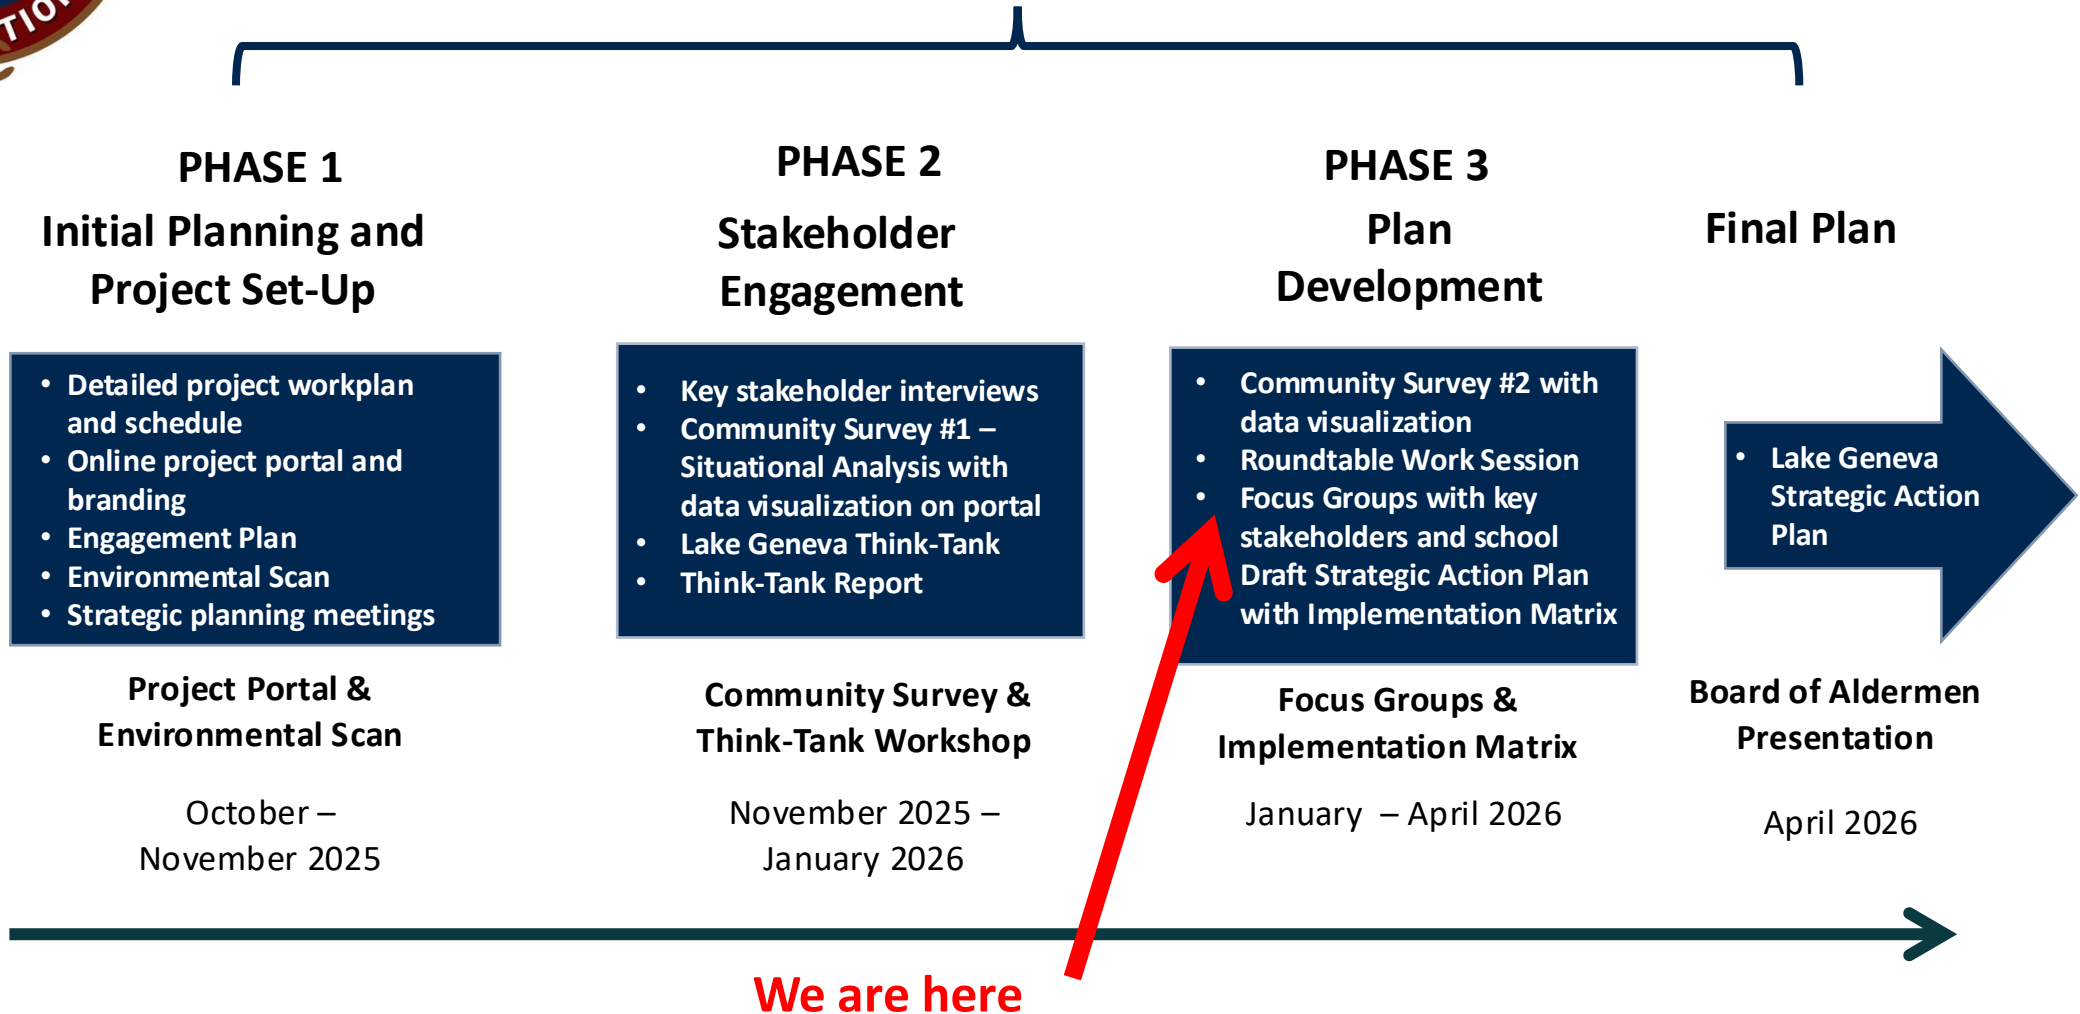 TION
PHASE 1
Initial Planning and
Project Set-Up
• Detailed project workplan
and schedule
• Online project portal and
branding
• Engagement Plan
• Environmental Scan
• Strategic planning meetings
Project Portal &
Environmental Scan
October –
November 2025
PHASE 2
Stakeholder
Engagement
• Key stakeholder interviews
• Community Survey #1 –
Situational Analysis with
data visualization on portal
• Lake Geneva Think-Tank
• Think-Tank Report
Community Survey &
Think-Tank Workshop
November 2025 –
January 2026
PHASE 3
Plan
Development
• Community Survey #2 with
data visualization
• Roundtable Work Session
• Focus Groups with key
stakeholders and school
Draft Strategic Action Plan
with Implementation Matrix
Focus Groups &
Implementation Matrix
January – April 2026
Final Plan
• Lake Geneva
Strategic Action
Plan
Board of Aldermen
Presentation
April 2026
We are here